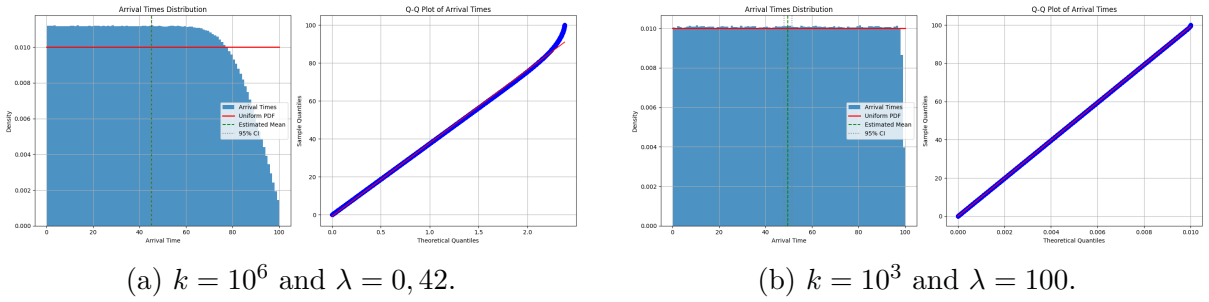 Arrival Times Distribution
Density
0.010
0.008
0.006
0.004
0.002
0.000
0 20 40 60 80 100
Arrival Time
Arrival Times
Uniform PDF
Estimated Mean
95% CI
Q-Q Plot of Arrival Times
Sample Quantiles
100
80
60
40
20
0
0.0 0.5 1.0 1.5 2.0
Theoretical Quantiles
Arrival Times Distribution
Density
0.010
0.008
0.006
0.004
0.002
0.000
0 20 40 60 80 100
Arrival Time
Arrival Times
Uniform PDF
Estimated Mean
95% CI
Q-Q Plot of Arrival Times
Sample Quantiles
100
80
60
40
20
0
0.000 0.002 0.004 0.006 0.008 0.010
Theoretical Quantiles
(a) k = 10⁶ and λ = 0, 42.
(b) k = 10³ and λ = 100.